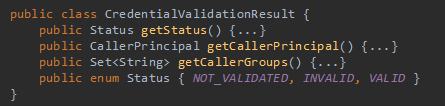 public class CredentialValidationResult {
    public Status getStatus() {...}
    public CallerPrincipal getCallerPrincipal() {...}
    public Set<String> getCallerGroups() {...}
    public enum Status { NOT_VALIDATED, INVALID, VALID }
}